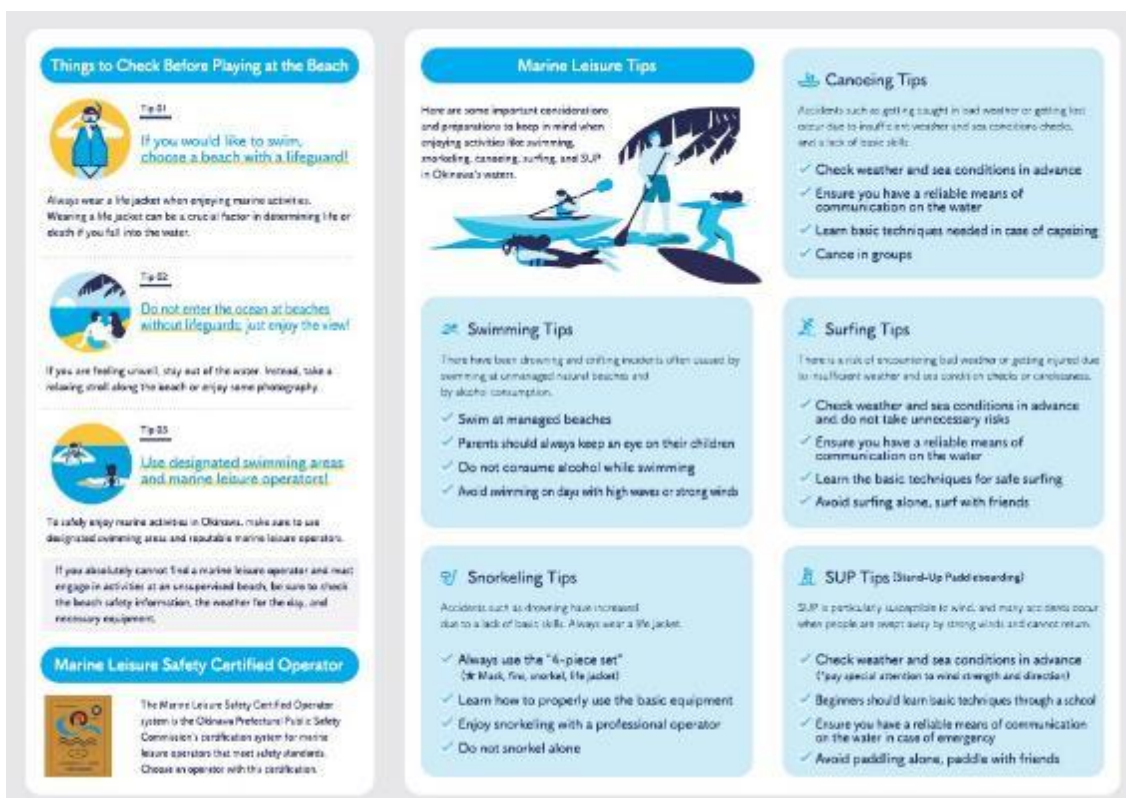 Things to Check Before Playing at the Beach
Tip 01
If you would like to swim,
choose a beach with a lifeguard!
Always wear a life jacket when enjoying marine activities.
Wearing a life jacket can be a crucial factor in determining life or
death if you fall into the water.
Tip 02
Do not enter the ocean at beaches
without lifeguards; just enjoy the view!
If you are feeling unwell, stay out of the water. Instead, take a
relaxing stroll along the beach or enjoy some photography.
Tip 03
Use designated swimming areas
and marine leisure operators!
To safely enjoy marine activities in Okinawa, make sure to use
designated swimming areas and reputable marine leisure operators.
If you absolutely cannot find a marine leisure operator and must
engage in activities at an unsupervised beach, be sure to check
the beach safety information, the weather for the day, and
necessary equipment.
Marine Leisure Safety Certified Operator
The Marine Leisure Safety Certified Operator
system is the Okinawa Prefectural Public Safety
Commission's certification system for marine
leisure operators that meet safety standards.
Choose an operator with this certification.
Marine Leisure Tips
Here are some important considerations
and preparations to keep in mind when
enjoying activities like swimming,
snorkeling, canoeing, surfing, and SUP
in Okinawa's waters.
Swimming Tips
There have been drowning and drifting incidents often caused by
swimming at unmanaged natural beaches and
by alcohol consumption.
✓ Swim at managed beaches
✓ Parents should always keep an eye on their children
✓ Do not consume alcohol while swimming
✓ Avoid swimming on days with high waves or strong winds
Snorkeling Tips
Accidents such as drowning have increased
due to a lack of basic skills. Always wear a life jacket.
✓ Always use the "4-piece set"
(★ Mask, fins, snorkel, life jacket)
✓ Learn how to properly use the basic equipment
✓ Enjoy snorkeling with a professional operator
✓ Do not snorkel alone
Canoeing Tips
Accidents such as getting caught in bad weather or getting lost
occur due to insufficient weather and sea conditions checks,
and a lack of basic skills.
✓ Check weather and sea conditions in advance
✓ Ensure you have a reliable means of
communication on the water
✓ Learn basic techniques needed in case of capsizing
✓ Canoe in groups
Surfing Tips
There is a risk of encountering bad weather or getting injured due
to insufficient weather and sea condition checks or carelessness.
✓ Check weather and sea conditions in advance
and do not take unnecessary risks
✓ Ensure you have a reliable means of
communication on the water
✓ Learn the basic techniques for safe surfing
✓ Avoid surfing alone, surf with friends
SUP Tips (Stand-Up Paddleboarding)
SUP is particularly susceptible to wind, and many accidents occur
when people are swept away by strong winds and cannot return.
✓ Check weather and sea conditions in advance
(*pay special attention to wind strength and direction)
✓ Beginners should learn basic techniques through a school
✓ Ensure you have a reliable means of communication
on the water in case of emergency
✓ Avoid paddling alone, paddle with friends